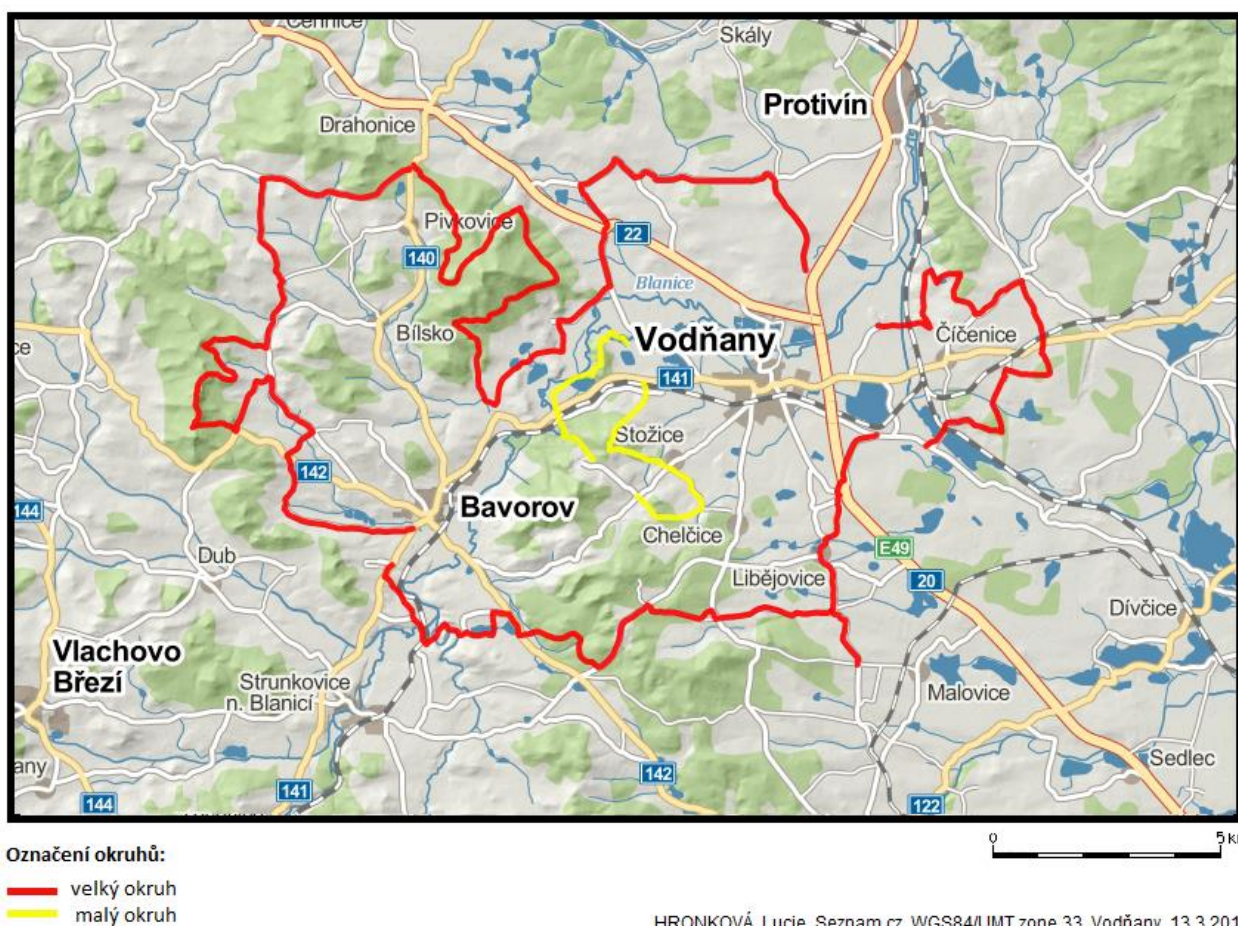 Skály
Protivín
Drahonice
Pivkovice
22
140
Blanice
Bílsko
Vodňany
Číčenice
141
Stožice
142
Bavorov
144
Chelčice
E49
Dub
Libějovice
20
Dívčice
Vlachovo
Březí
Strunkovice
n. Blanicí
Malovice
142
Sedlec
144
141
122
0
Označení okruhů:
velký okruh
malý okruh
HRONKOVÁ, Lucie, Seznam.cz, WGS84/UMT zone 33, Vodňany, 13.3.201